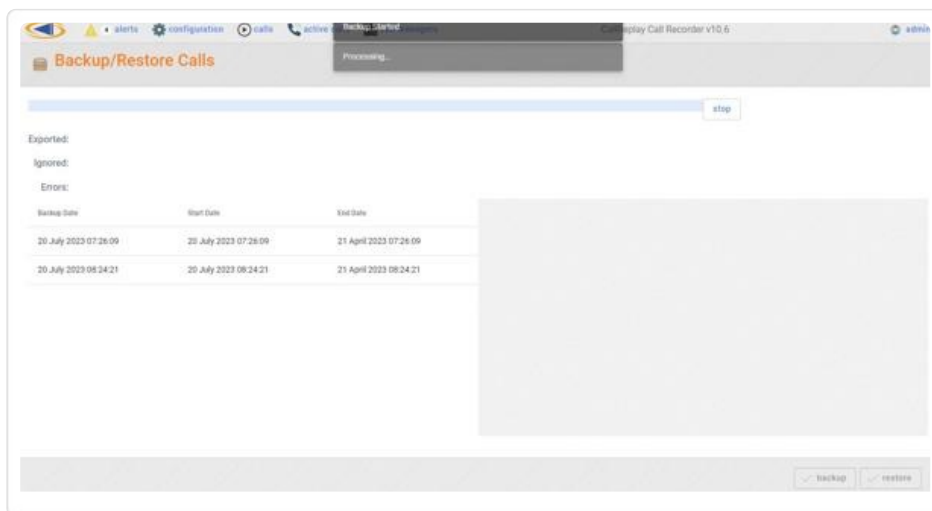 alerts configuration calls active Backup Started Call Recorder v10.6 admin
Backup/Restore Calls Processing...
stop
Exported:
Ignored:
Errors:
Backup Date Start Date End Date
20 July 2023 07:26:09 20 July 2023 07:26:09 21 April 2023 07:26:09
20 July 2023 08:24:21 20 July 2023 08:24:21 21 April 2023 08:24:21
backup restore